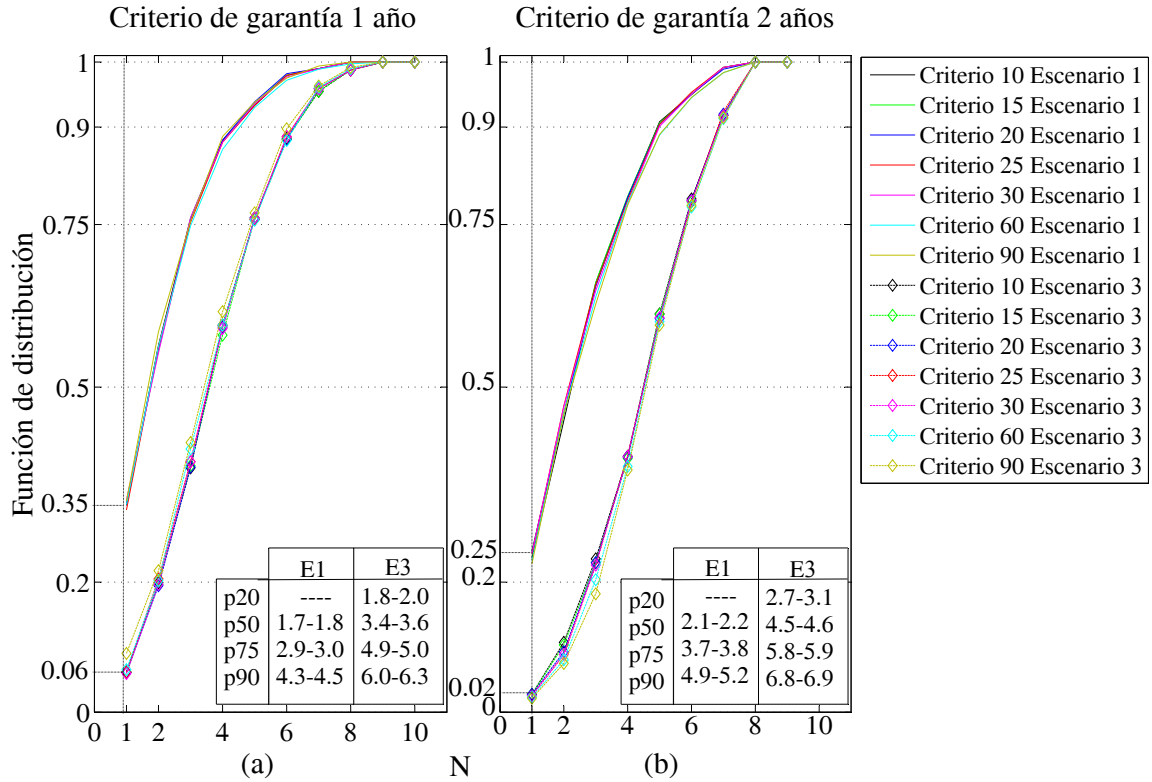 Criterio de garantía 1 año
Criterio de garantía 2 años
Función de distribución
1
0.9
0.75
0.5
0.35
0.2
0.06
0
0 1 2 4 6 8 10
(a)
E1 E3
p20 ---- 1.8-2.0
p50 1.7-1.8 3.4-3.6
p75 2.9-3.0 4.9-5.0
p90 4.3-4.5 6.0-6.3
N
1
0.9
0.75
0.5
0.25
0.2
0.02
0
0 1 2 4 6 8 10
(b)
E1 E3
p20 ---- 2.7-3.1
p50 2.1-2.2 4.5-4.6
p75 3.7-3.8 5.8-5.9
p90 4.9-5.2 6.8-6.9
Criterio 10 Escenario 1
Criterio 15 Escenario 1
Criterio 20 Escenario 1
Criterio 25 Escenario 1
Criterio 30 Escenario 1
Criterio 60 Escenario 1
Criterio 90 Escenario 1
Criterio 10 Escenario 3
Criterio 15 Escenario 3
Criterio 20 Escenario 3
Criterio 25 Escenario 3
Criterio 30 Escenario 3
Criterio 60 Escenario 3
Criterio 90 Escenario 3